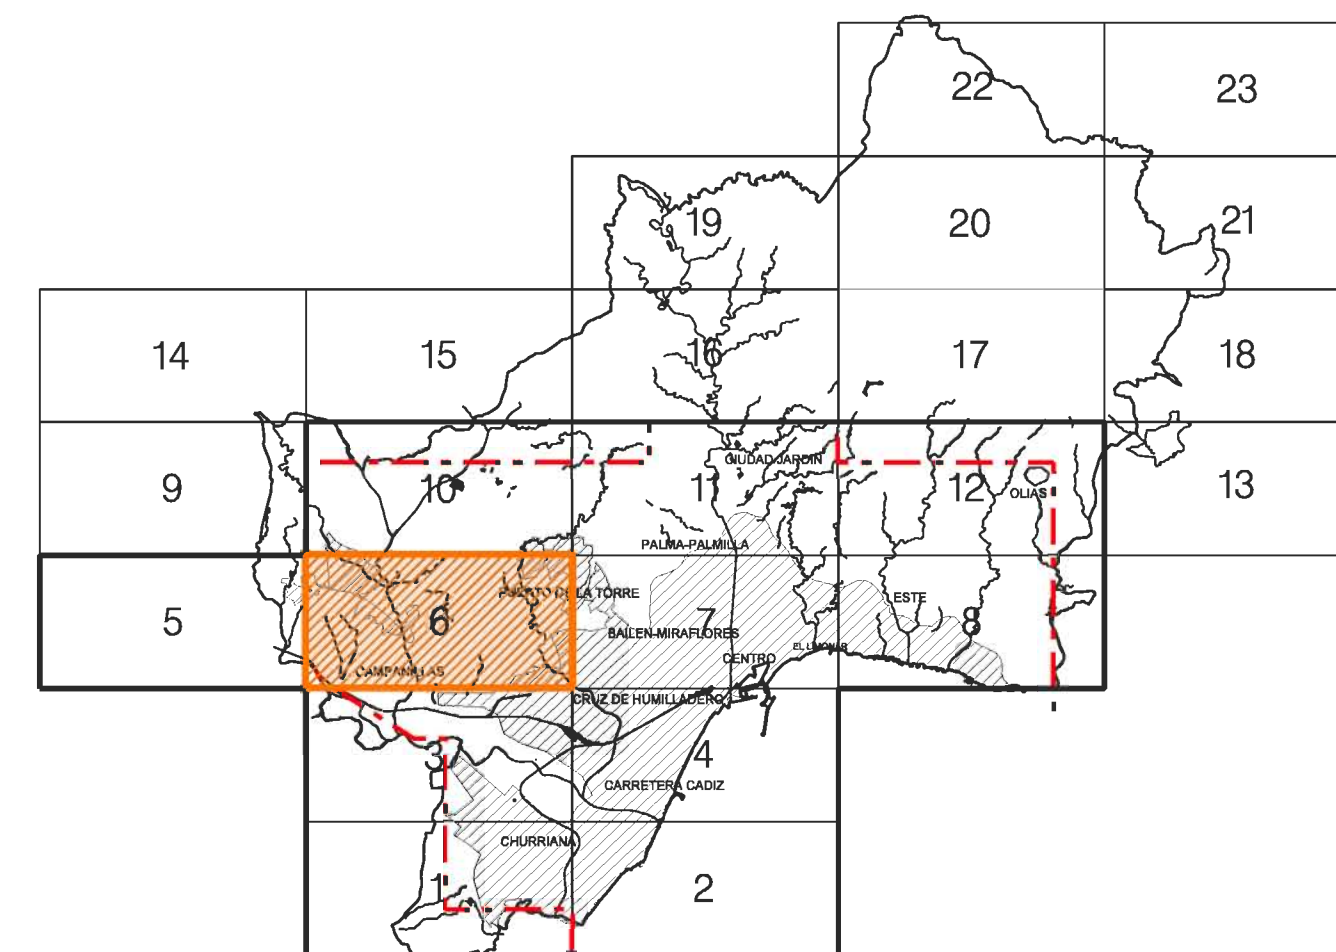 22
23
19
20
21
14
15
16
17
18
CIUDAD JARDIN
9
10
11
12
13
OLIAS
PALMA-PALMILLA
PUERTO DE LA TORRE
ESTE
5
6
7
8
BAILEN-MIRAFLORES
EL LIMONAR
CENTRO
CAMPANILLAS
CRUZ DE HUMILLADERO
3
4
CARRETERA CADIZ
CHURRIANA
1
2